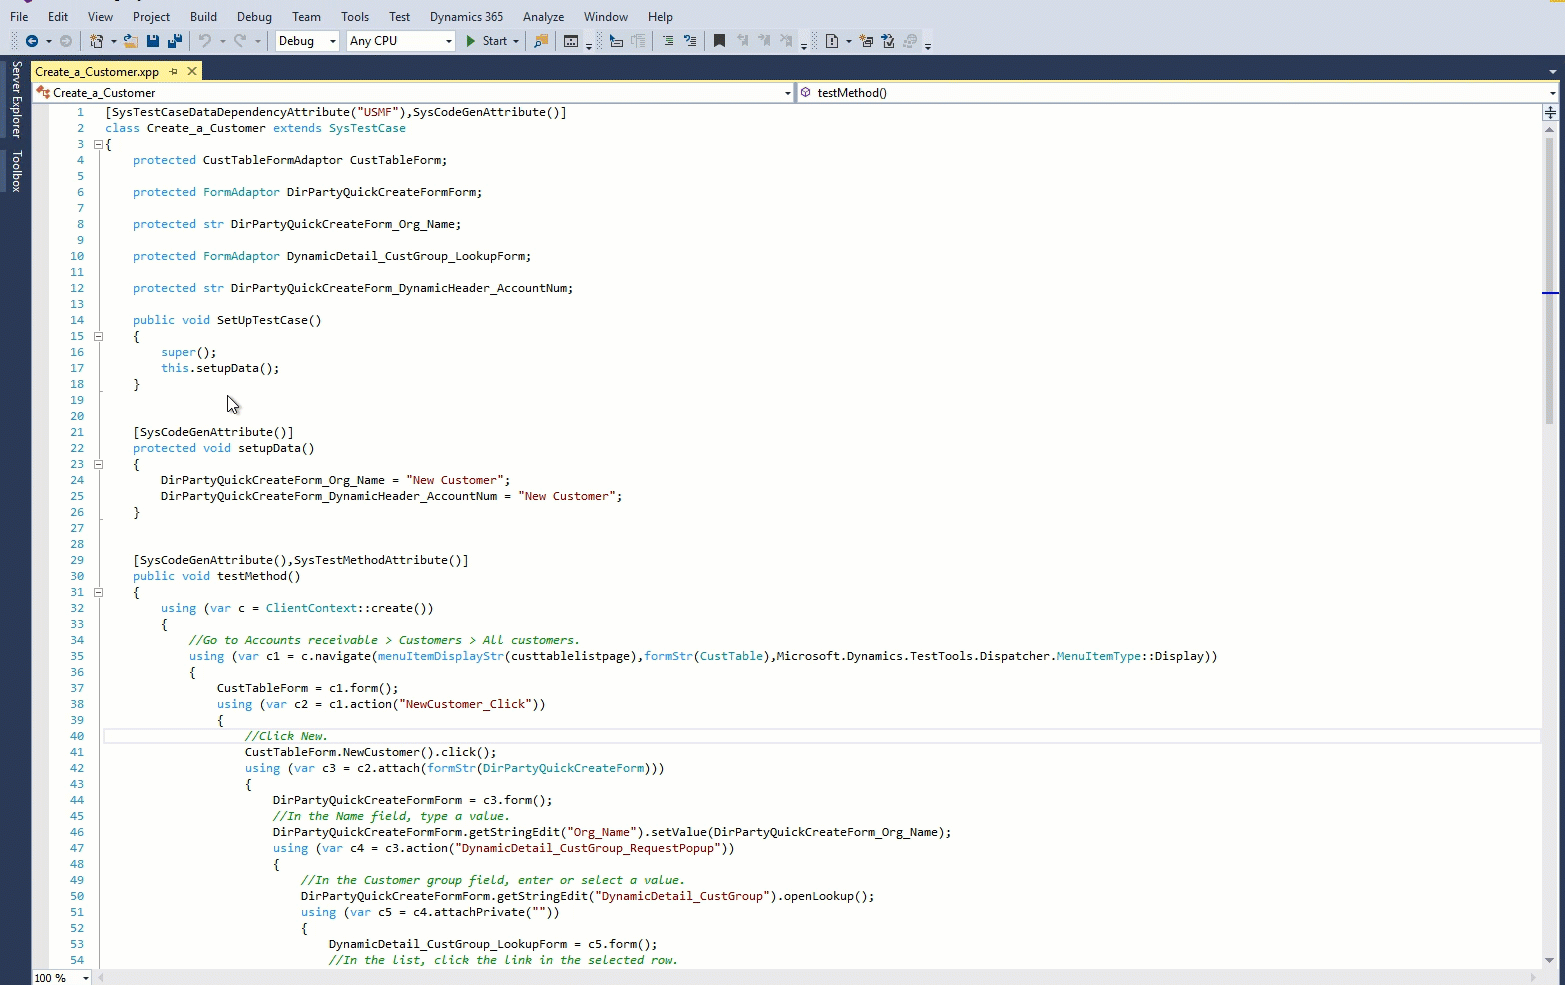 File Edit View Project Build Debug Team Tools Test Dynamics 365 Analyze Window Help
Debug Any CPU Start
Server Explorer
Toolbox
Create_a_Customer.xpp
Create_a_Customer testMethod()
1 [SysTestCaseDataDependencyAttribute("USMF"),SysCodeGenAttribute()]
2 class Create_a_Customer extends SysTestCase
3 {
4 protected CustTableFormAdaptor CustTableForm;
5
6 protected FormAdaptor DirPartyQuickCreateFormForm;
7
8 protected str DirPartyQuickCreateForm_Org_Name;
9
10 protected FormAdaptor DynamicDetail_CustGroup_LookupForm;
11
12 protected str DirPartyQuickCreateForm_DynamicHeader_AccountNum;
13
14 public void SetUpTestCase()
15 {
16 super();
17 this.setupData();
18 }
19
20
21 [SysCodeGenAttribute()]
22 protected void setupData()
23 {
24 DirPartyQuickCreateForm_Org_Name = "New Customer";
25 DirPartyQuickCreateForm_DynamicHeader_AccountNum = "New Customer";
26 }
27
28
29 [SysCodeGenAttribute(),SysTestMethodAttribute()]
30 public void testMethod()
31 {
32 using (var c = ClientContext::create())
33 {
34 //Go to Accounts receivable > Customers > All customers.
35 using (var c1 = c.navigate(menuItemDisplayStr(custtablelistpage),formStr(CustTable),Microsoft.Dynamics.TestTools.Dispatcher.MenuItemType::Display))
36 {
37 CustTableForm = c1.form();
38 using (var c2 = c1.action("NewCustomer_Click"))
39 {
40 //Click New.
41 CustTableForm.NewCustomer().click();
42 using (var c3 = c2.attach(formStr(DirPartyQuickCreateForm)))
43 {
44 DirPartyQuickCreateFormForm = c3.form();
45 //In the Name field, type a value.
46 DirPartyQuickCreateFormForm.getStringEdit("Org_Name").setValue(DirPartyQuickCreateForm_Org_Name);
47 using (var c4 = c3.action("DynamicDetail_CustGroup_RequestPopup"))
48 {
49 //In the Customer group field, enter or select a value.
50 DirPartyQuickCreateFormForm.getStringEdit("DynamicDetail_CustGroup").openLookup();
51 using (var c5 = c4.attachPrivate(""))
52 {
53 DynamicDetail_CustGroup_LookupForm = c5.form();
54 //In the list, click the link in the selected row.
100 %